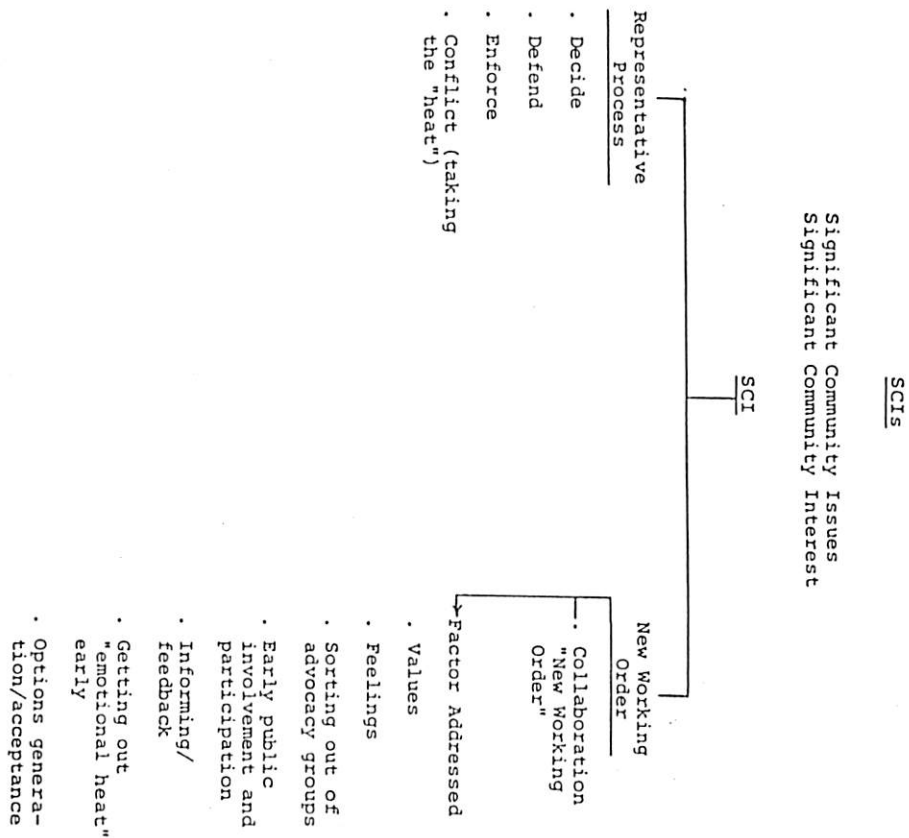 SCIs
Significant Community Issues
Significant Community Interest
SCI
Representative
Process
. Decide
. Defend
. Enforce
. Conflict (taking
the "heat")
New Working
Order
. Collaboration
"New Working
Order"
Factor Addressed
. Values
. Feelings
. Sorting out of
advocacy groups
. Early public
involvement and
participation
. Informing/
feedback
. Getting out
"emotional heat"
early
. Options genera-
tion/acceptance